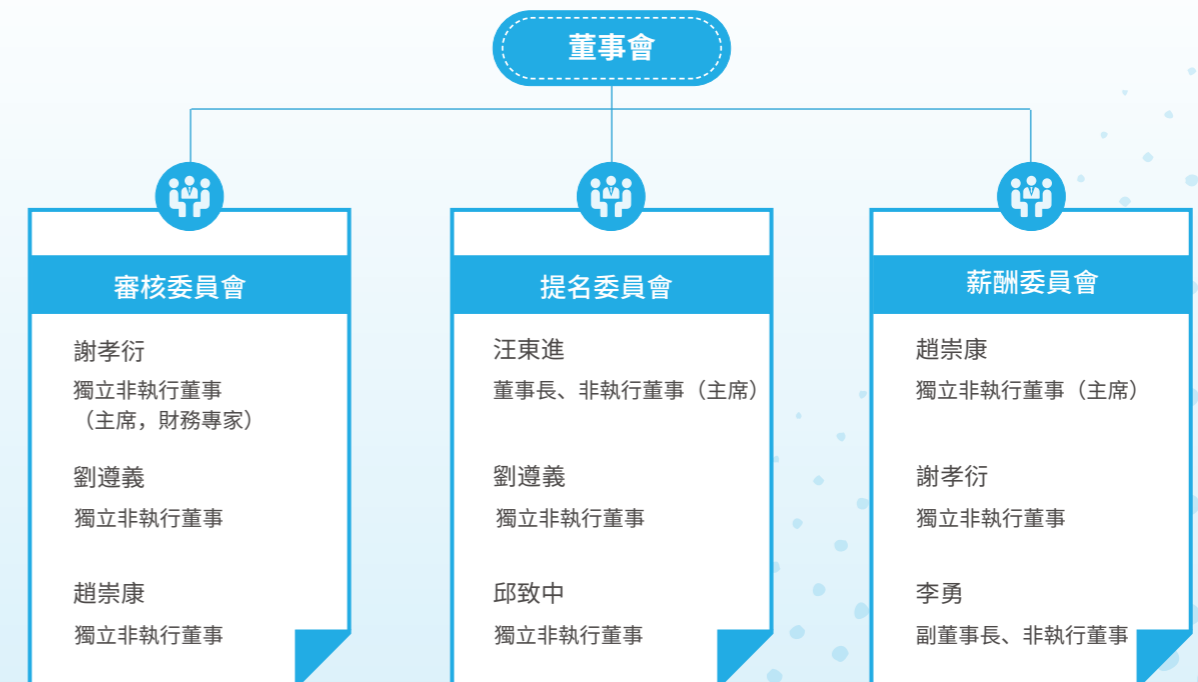 董事會
審核委員會
謝孝衍
獨立非執行董事
（主席，財務專家）
劉遵義
獨立非執行董事
趙崇康
獨立非執行董事
提名委員會
汪東進
董事長、非執行董事（主席）
劉遵義
獨立非執行董事
邱致中
獨立非執行董事
薪酬委員會
趙崇康
獨立非執行董事（主席）
謝孝衍
獨立非執行董事
李勇
副董事長、非執行董事